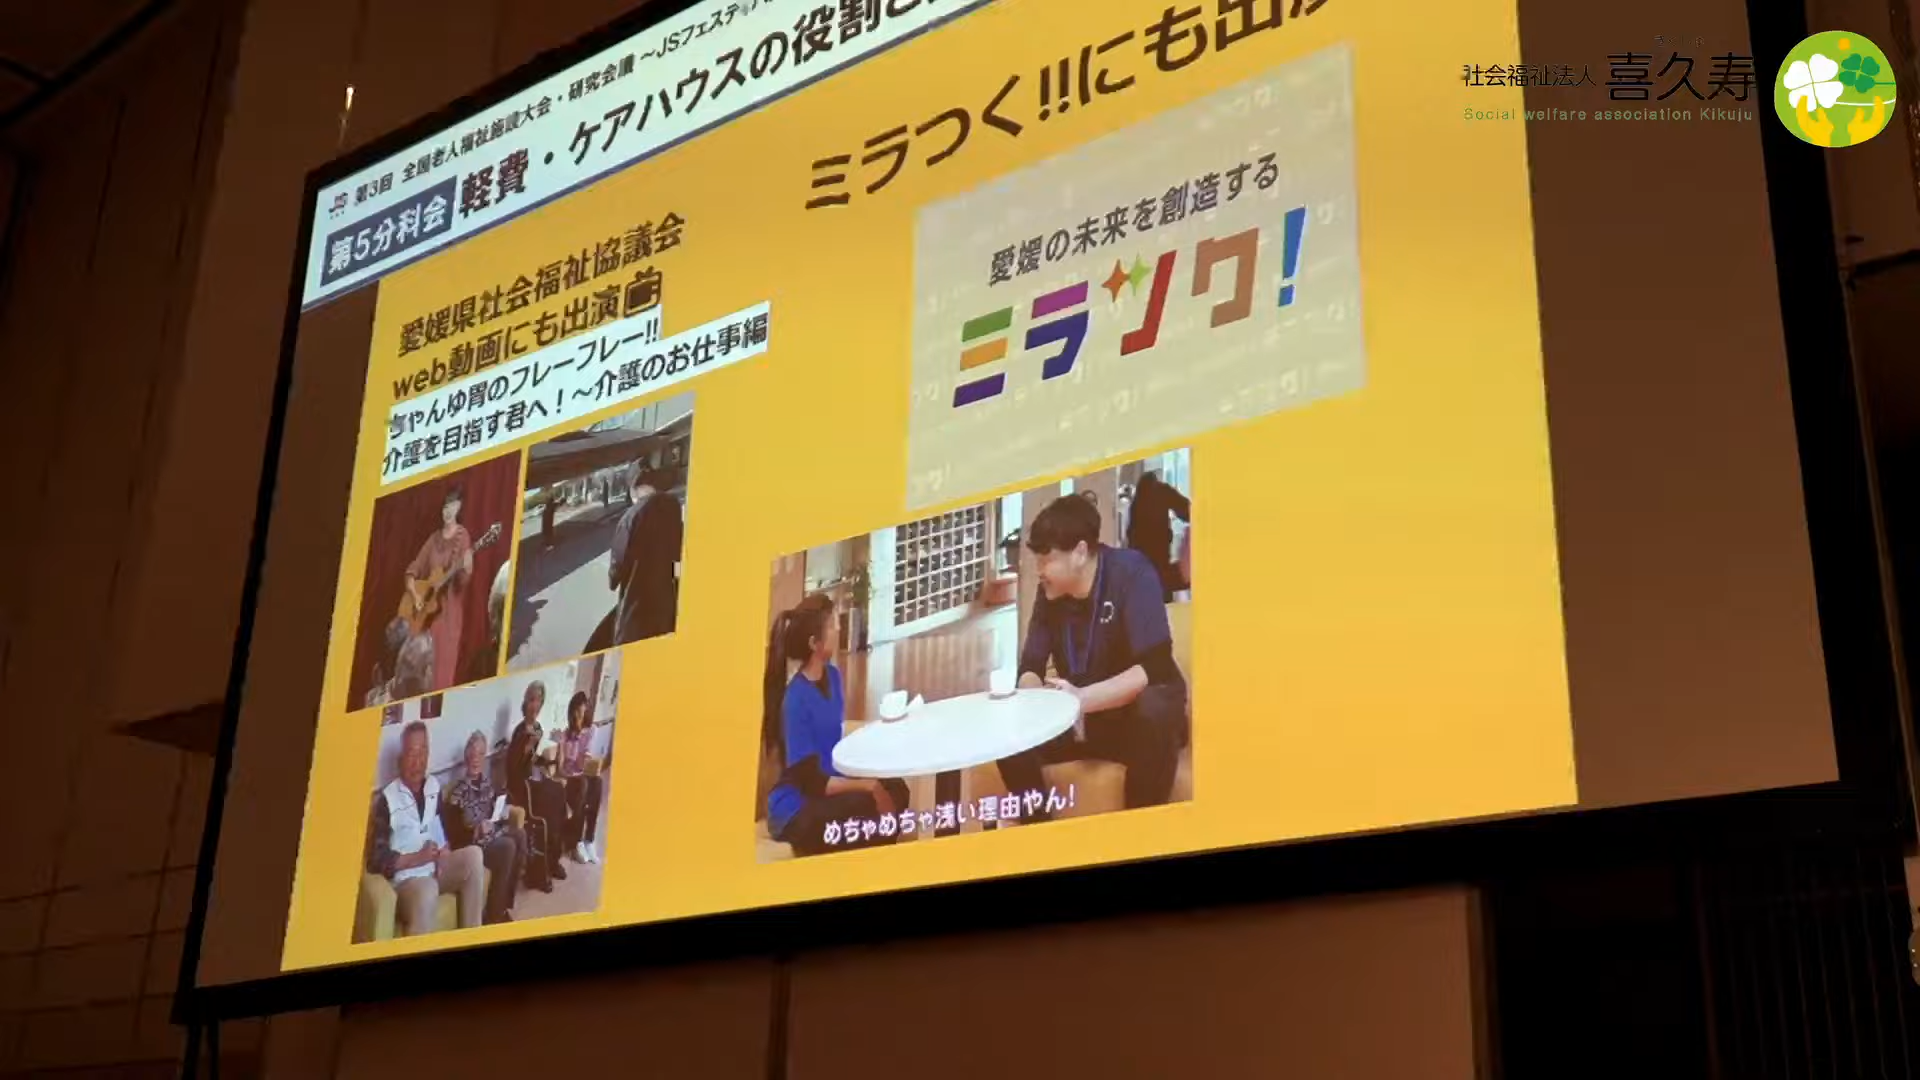 第3回 全国老人福祉施設大会・研究会議 ～JSフェスティバ
第5分科会
軽費・ケアハウスの役割と
愛媛県社会福祉協議会
web動画にも出演
ちゃんゆ胃のフレーフレー!!
介護を目指す君へ！～介護のお仕事編
ミラつく!!にも出演
愛媛の未来を創造する
ミラツク!
めちゃめちゃ浅い理由やん!
社会福祉法人 喜久寿
Social welfare association Kikuju